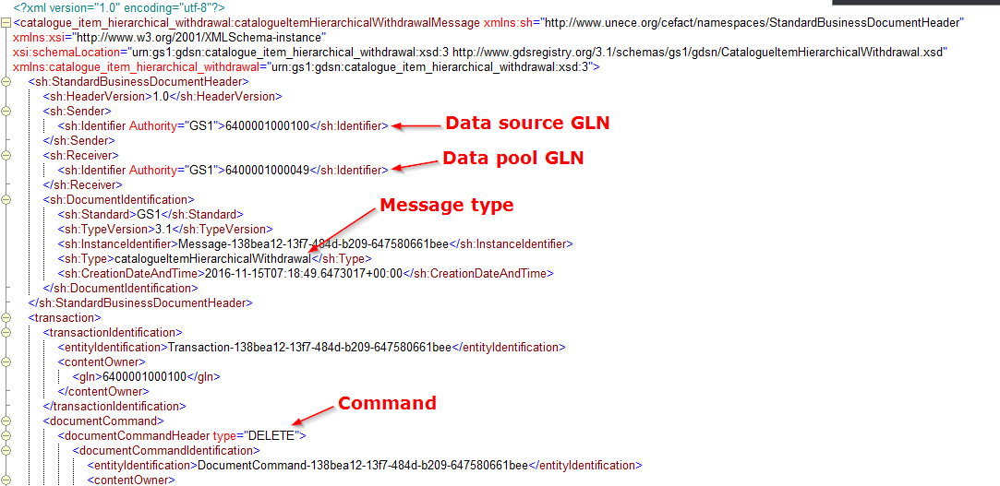 <?xml version="1.0" encoding="utf-8"?>
<catalogue_item_hierarchical_withdrawal:catalogueItemHierarchicalWithdrawalMessage xmlns:sh="http://www.unece.org/cefact/namespaces/StandardBusinessDocumentHeader"
xmlns:xsi="http://www.w3.org/2001/XMLSchema-instance"
xsi:schemaLocation="urn:gs1:gdsn:catalogue_item_hierarchical_withdrawal:xsd:3 http://www.gdsregistry.org/3.1/schemas/gs1/gdsn/CatalogueItemHierarchicalWithdrawal.xsd"
xmlns:catalogue_item_hierarchical_withdrawal="urn:gs1:gdsn:catalogue_item_hierarchical_withdrawal:xsd:3">
<sh:StandardBusinessDocumentHeader>
<sh:HeaderVersion>1.0</sh:HeaderVersion>
<sh:Sender>
<sh:Identifier Authority="GS1">6400001000100</sh:Identifier> Data source GLN
</sh:Sender>
<sh:Receiver>
<sh:Identifier Authority="GS1">6400001000049</sh:Identifier> Data pool GLN
</sh:Receiver>
<sh:DocumentIdentification>
Message type
<sh:Standard>GS1</sh:Standard>
<sh:TypeVersion>3.1</sh:TypeVersion>
<sh:InstanceIdentifier>Message-138bea12-13f7-484d-b209-647580661bee</sh:InstanceIdentifier>
<sh:Type>catalogueItemHierarchicalWithdrawal</sh:Type>
<sh:CreationDateAndTime>2016-11-15T07:18:49.6473017+00:00</sh:CreationDateAndTime>
</sh:DocumentIdentification>
</sh:StandardBusinessDocumentHeader>
<transaction>
<transactionIdentification>
<entityIdentification>Transaction-138bea12-13f7-484d-b209-647580661bee</entityIdentification>
<contentOwner>
<gln>6400001000100</gln>
</contentOwner>
</transactionIdentification>
Command
<documentCommand>
<documentCommandHeader type="DELETE">
<documentCommandIdentification>
<entityIdentification>DocumentCommand-138bea12-13f7-484d-b209-647580661bee</entityIdentification>
<contentOwner>